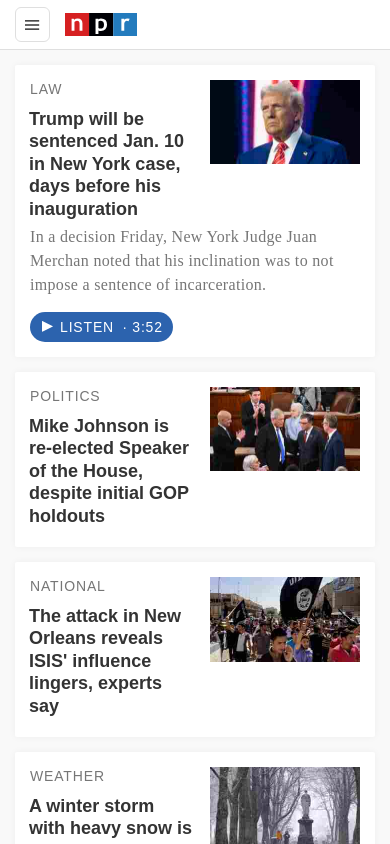 npr
LAW
Trump will be
sentenced Jan. 10
in New York case,
days before his
inauguration
In a decision Friday, New York Judge Juan
Merchan noted that his inclination was to not
impose a sentence of incarceration.
LISTEN · 3:52
POLITICS
Mike Johnson is
re-elected Speaker
of the House,
despite initial GOP
holdouts
NATIONAL
The attack in New
Orleans reveals
ISIS' influence
lingers, experts
say
WEATHER
A winter storm
with heavy snow is